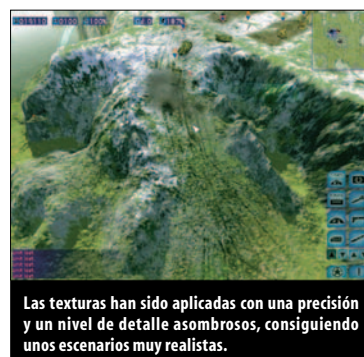 Las texturas han sido aplicadas con una precisión
y un nivel de detalle asombrosos, consiguiendo
unos escenarios muy realistas.